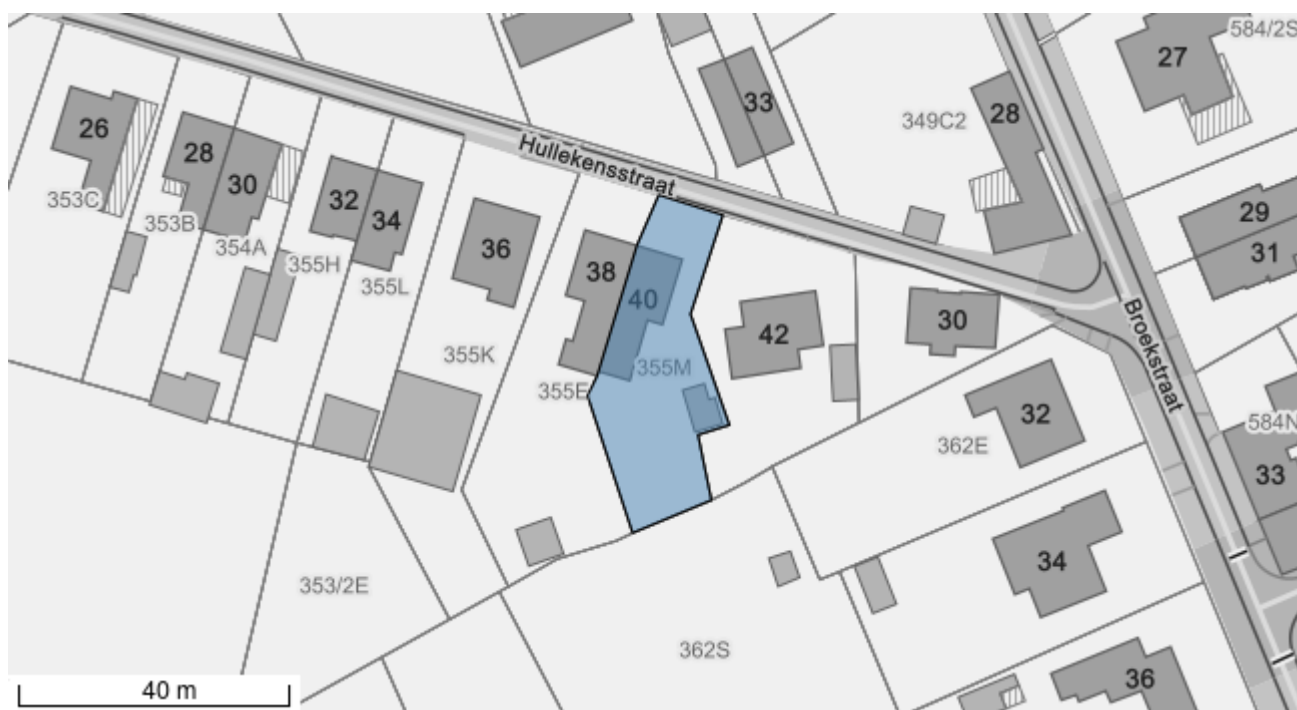 584/2S
27
26
28
33
28
349C2
Hullekensstraat
30
353C
353B
32
34
29
354A
36
31
355H
38
355L
40
30
Broekstraat
42
355K
355M
355E
32
362E
584N
33
34
353/2E
362S
36
40 m